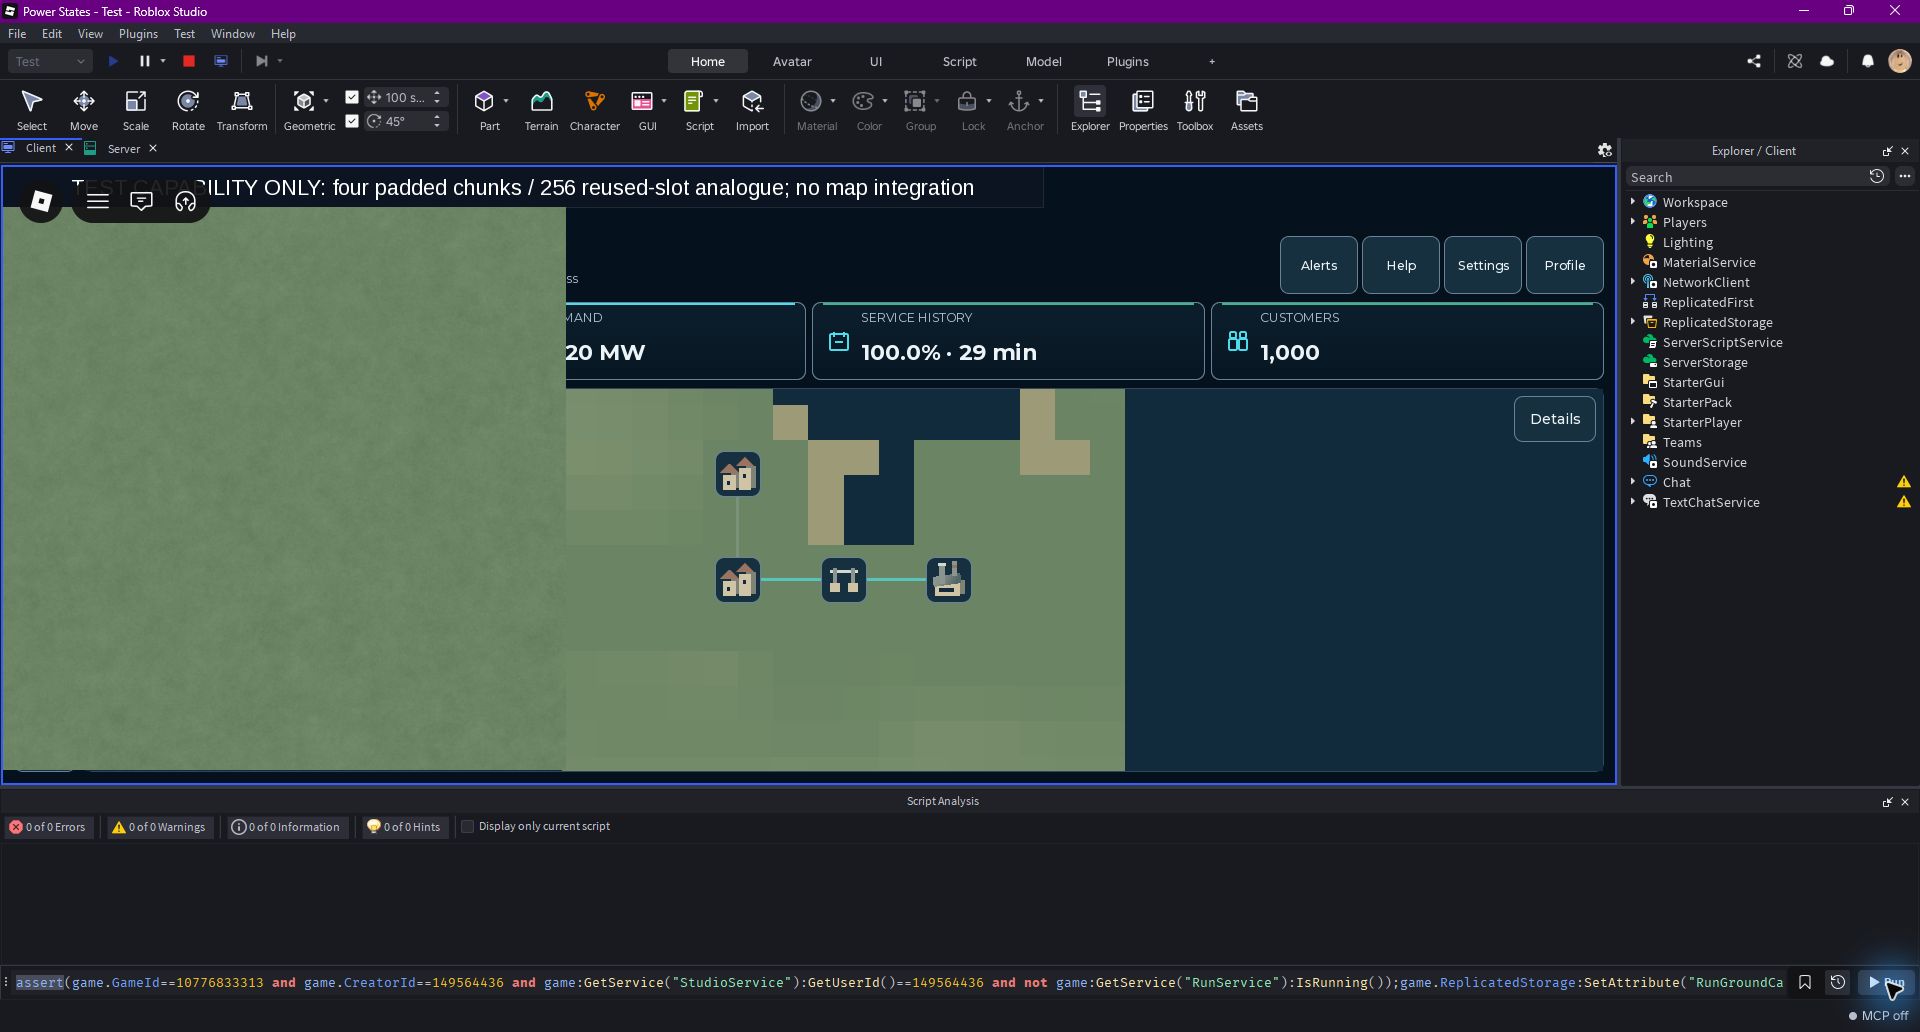 Power States - Test - Roblox Studio
File Edit View Plugins Test Window Help
Test
Home Avatar UI Script Model Plugins +
100 s...
45°
Select Move Scale Rotate Transform Geometric Part Terrain Character GUI Script Import Material Color Group Lock Anchor Explorer Properties Toolbox Assets
Client Server
Explorer / Client
TEST CAPABILITY ONLY: four padded chunks / 256 reused-slot analogue; no map integration
Search
Workspace
Players
Lighting
MaterialService
NetworkClient
ReplicatedFirst
ReplicatedStorage
ServerScriptService
ServerStorage
StarterGui
StarterPack
StarterPlayer
Teams
SoundService
Chat
TextChatService
Alerts Help Settings Profile
ss
MAND
20 MW
SERVICE HISTORY
100.0% · 29 min
CUSTOMERS
1,000
Details
Script Analysis
0 of 0 Errors 0 of 0 Warnings 0 of 0 Information 0 of 0 Hints Display only current script
assert(game.GameId==10776833313 and game.CreatorId==149564436 and game:GetService("StudioService"):GetUserId()==149564436 and not game:GetService("RunService"):IsRunning());game.ReplicatedStorage:SetAttribute("RunGroundCa
Run
MCP off